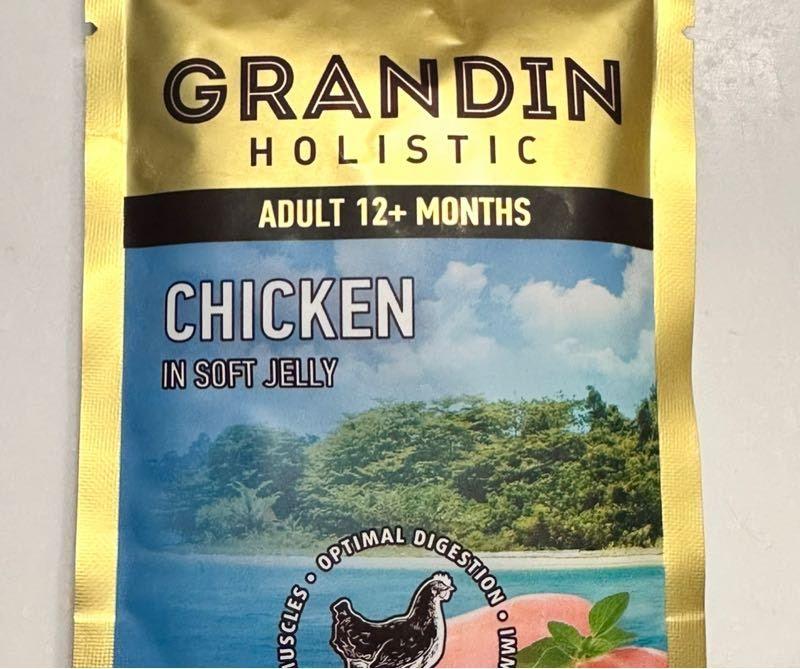 GRANDIN
HOLISTIC
ADULT 12+ MONTHS
CHICKEN
IN SOFT JELLY
• OPTIMAL DIGESTION •